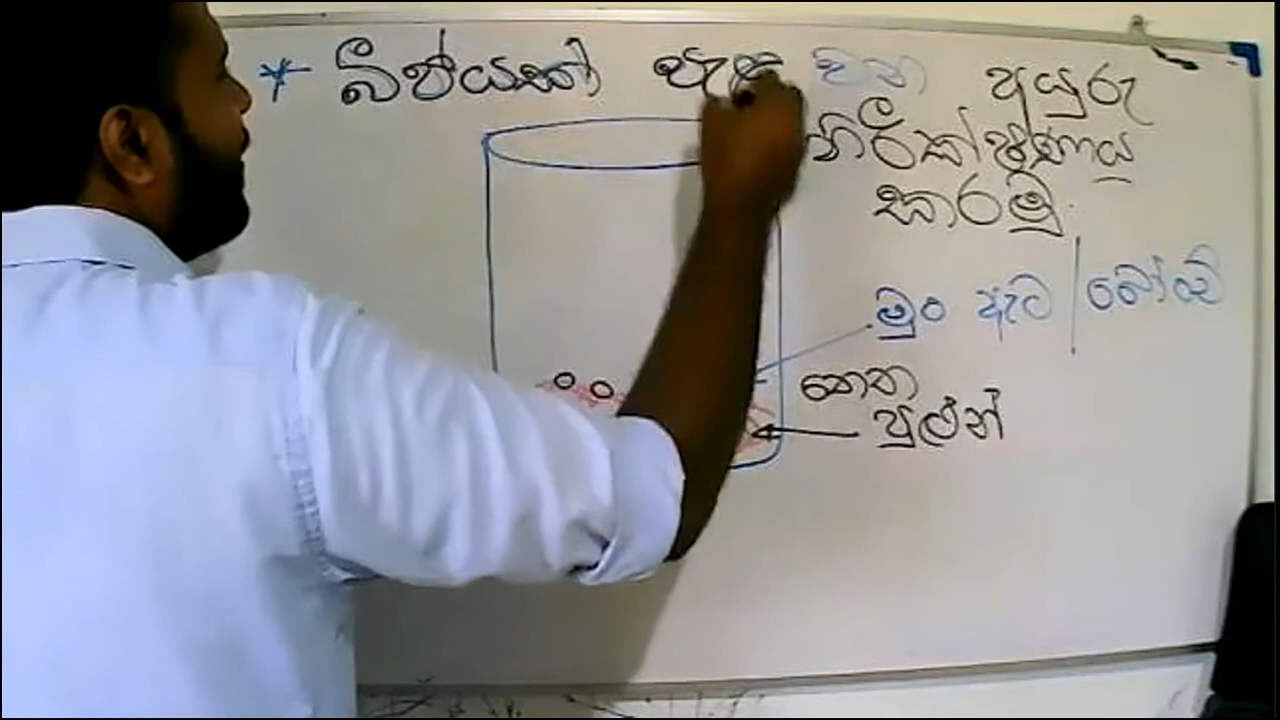 * බීජයක් පැළ වන අයුරු
නිරීක්ෂණය
කරමු.
මුං ඇට | බෝංචි
තෙත
පුළුන්